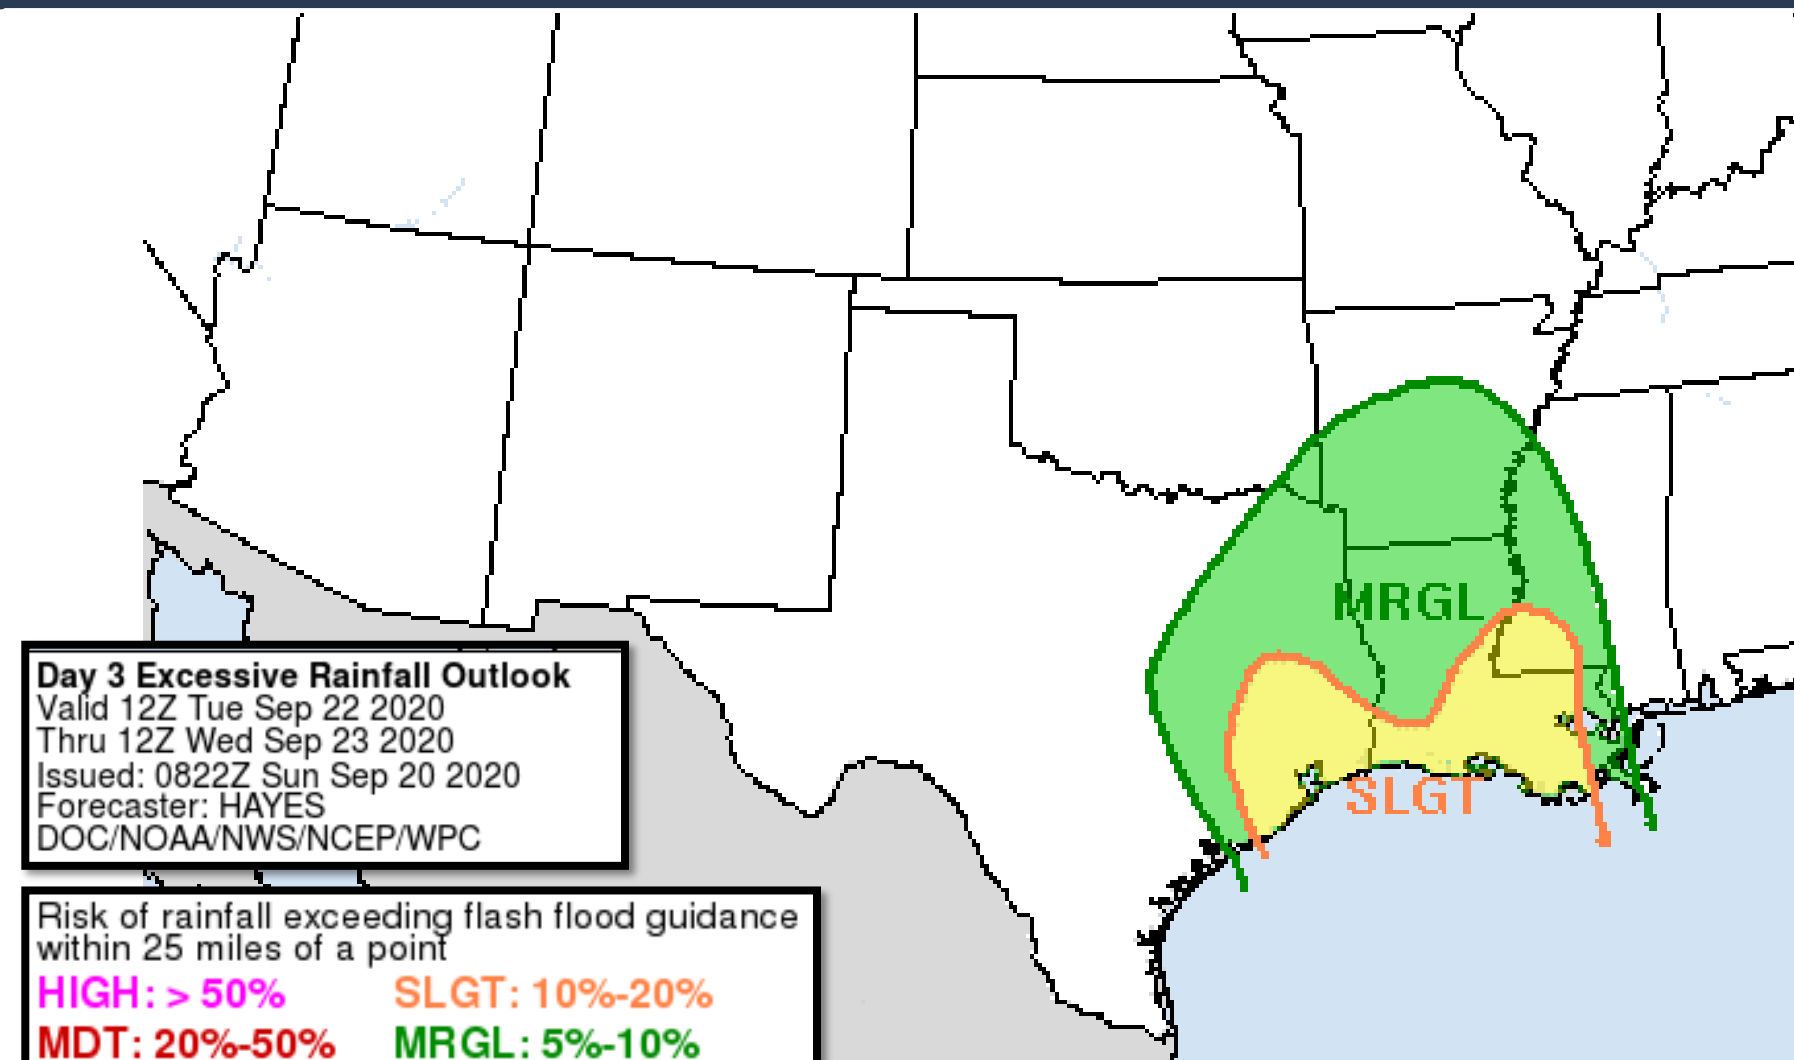 MRGL
SLGT
Day 3 Excessive Rainfall Outlook
Valid 12Z Tue Sep 22 2020
Thru 12Z Wed Sep 23 2020
Issued: 0822Z Sun Sep 20 2020
Forecaster: HAYES
DOC/NOAA/NWS/NCEP/WPC
Risk of rainfall exceeding flash flood guidance
within 25 miles of a point
HIGH: > 50% SLGT: 10%-20%
MDT: 20%-50% MRGL: 5%-10%